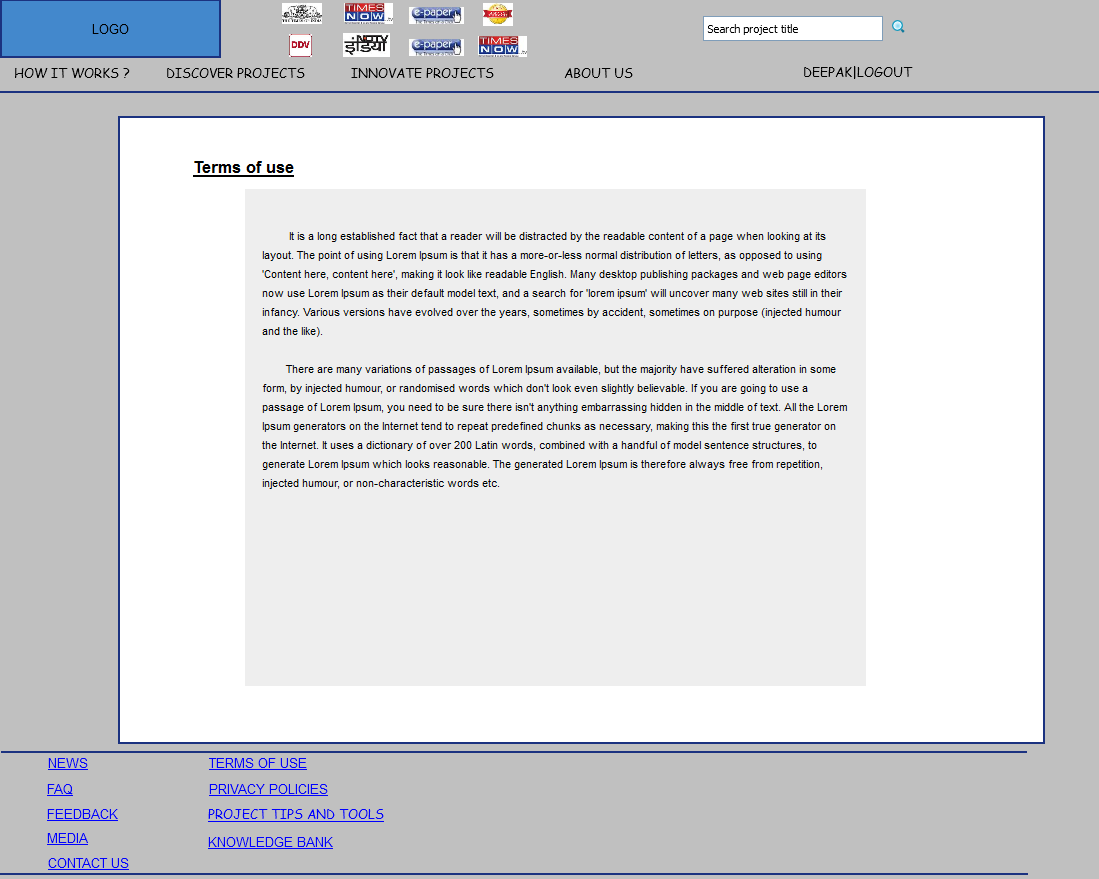 LOGO
TIMES
NOW
e-paper
DDV
NDTV
इंडिया
e-paper
TIMES
NOW
Search project title
HOW IT WORKS ?
DISCOVER PROJECTS
INNOVATE PROJECTS
ABOUT US
DEEPAK|LOGOUT
Terms of use
It is a long established fact that a reader will be distracted by the readable content of a page when looking at its
layout. The point of using Lorem Ipsum is that it has a more-or-less normal distribution of letters, as opposed to using
'Content here, content here', making it look like readable English. Many desktop publishing packages and web page editors
now use Lorem Ipsum as their default model text, and a search for 'lorem ipsum' will uncover many web sites still in their
infancy. Various versions have evolved over the years, sometimes by accident, sometimes on purpose (injected humour
and the like).
There are many variations of passages of Lorem Ipsum available, but the majority have suffered alteration in some
form, by injected humour, or randomised words which don't look even slightly believable. If you are going to use a
passage of Lorem Ipsum, you need to be sure there isn't anything embarrassing hidden in the middle of text. All the Lorem
Ipsum generators on the Internet tend to repeat predefined chunks as necessary, making this the first true generator on
the Internet. It uses a dictionary of over 200 Latin words, combined with a handful of model sentence structures, to
generate Lorem Ipsum which looks reasonable. The generated Lorem Ipsum is therefore always free from repetition,
injected humour, or non-characteristic words etc.
NEWS
FAQ
FEEDBACK
MEDIA
CONTACT US
TERMS OF USE
PRIVACY POLICIES
PROJECT TIPS AND TOOLS
KNOWLEDGE BANK